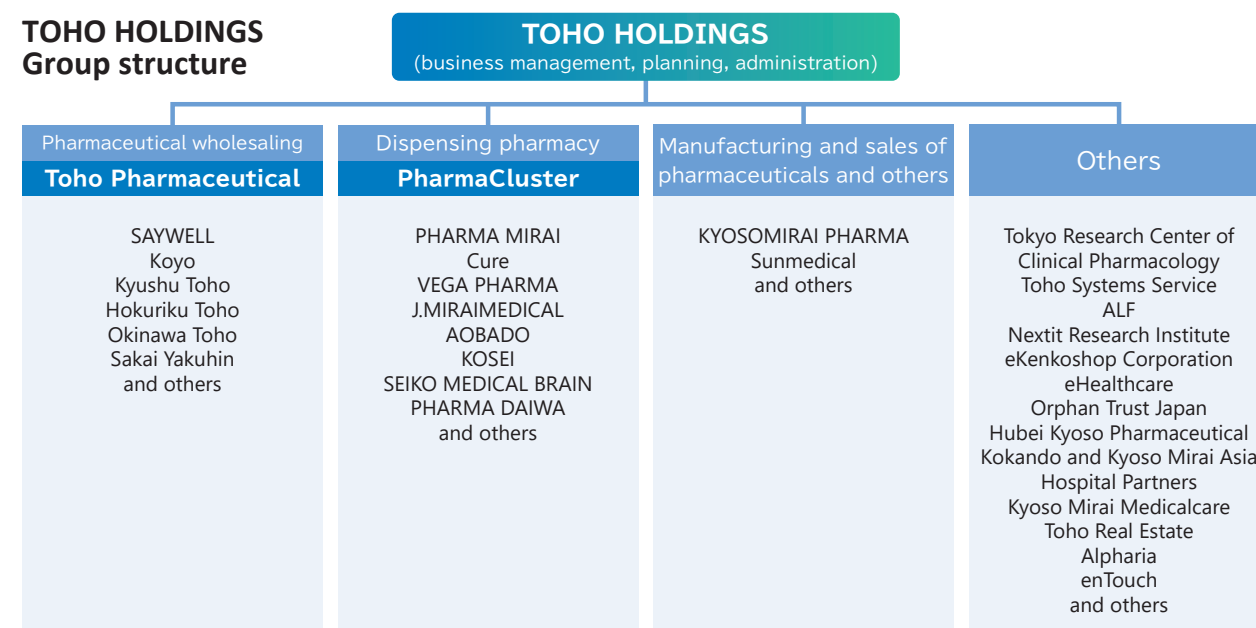 TOHO HOLDINGS
Group structure
TOHO HOLDINGS
(business management, planning, administration)
Pharmaceutical wholesaling
Toho Pharmaceutical
SAYWELL
Koyo
Kyushu Toho
Hokuriku Toho
Okinawa Toho
Sakai Yakuhin
and others
Dispensing pharmacy
PharmaCluster
PHARMA MIRAI
Cure
VEGA PHARMA
J.MIRAIMEDICAL
AOBADO
KOSEI
SEIKO MEDICAL BRAIN
PHARMA DAIWA
and others
Manufacturing and sales of
pharmaceuticals and others
KYOSOMIRAI PHARMA
Sunmedical
and others
Others
Tokyo Research Center of
Clinical Pharmacology
Toho Systems Service
ALF
Nextit Research Institute
eKenkoshop Corporation
eHealthcare
Orphan Trust Japan
Hubei Kyoso Pharmaceutical
Kokando and Kyoso Mirai Asia
Hospital Partners
Kyoso Mirai Medicalcare
Toho Real Estate
Alpharia
enTouch
and others